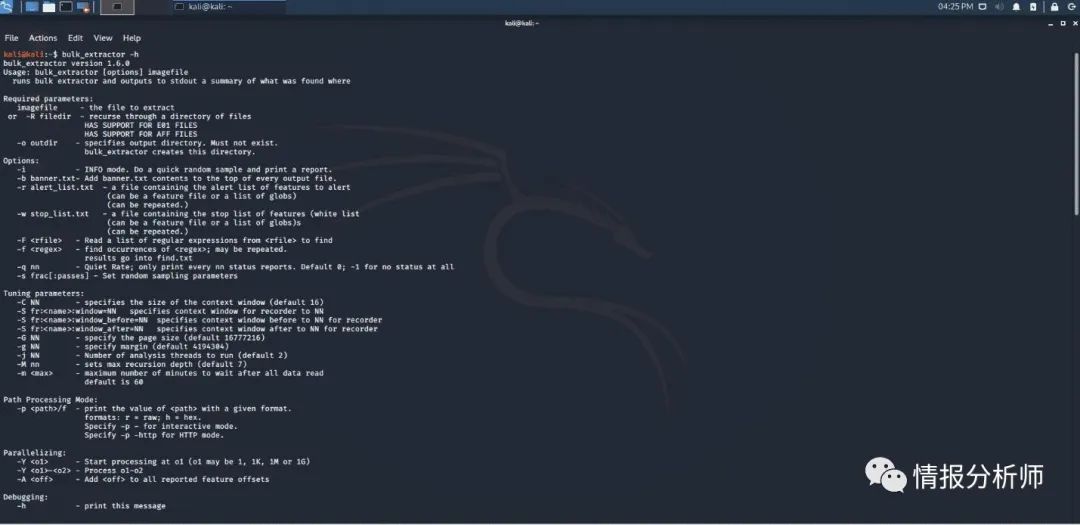 kali@kali: ~
04:25 PM
kali@kali:~
File Actions Edit View Help
kali@kali:~$ bulk_extractor -h
bulk_extractor version 1.6.0
Usage: bulk_extractor [options] imagefile
runs bulk extractor and outputs to stdout a summary of what was found where
Required parameters:
imagefile - the file to extract
or -R filedir - recurse through a directory of files
HAS SUPPORT FOR E01 FILES
HAS SUPPORT FOR AFF FILES
-o outdir - specifies output directory. Must not exist.
bulk_extractor creates this directory.
Options:
-i - INFO mode. Do a quick random sample and print a report.
-b banner.txt- Add banner.txt contents to the top of every output file.
-r alert_list.txt - a file containing the alert list of features to alert
(can be a feature file or a list of globs)
(can be repeated.)
-w stop_list.txt - a file containing the stop list of features (white list
(can be a feature file or a list of globs)s
(can be repeated.)
-F <rfile> - Read a list of regular expressions from <rfile> to find
-f <regex> - find occurrences of <regex>; may be repeated.
results go into find.txt
-q nn - Quiet Rate; only print every nn status reports. Default 0; -1 for no status at all
-s frac[:passes] - Set random sampling parameters
Tuning parameters:
-C NN - specifies the size of the context window (default 16)
-S fr:<name>:window=NN specifies context window for recorder to NN
-S fr:<name>:window_before=NN specifies context window before to NN for recorder
-S fr:<name>:window_after=NN specifies context window after to NN for recorder
-G NN - specify the page size (default 16777216)
-g NN - specify margin (default 4194304)
-j NN - Number of analysis threads to run (default 2)
-M nn - sets max recursion depth (default 7)
-m <max> - maximum number of minutes to wait after all data read
default is 60
Path Processing Mode:
-p <path>/f - print the value of <path> with a given format.
formats: r = raw; h = hex.
Specify -p - for interactive mode.
Specify -p -http for HTTP mode.
Parallelizing:
-Y <o1> - Start processing at o1 (o1 may be 1, 1K, 1M or 1G)
-Y <o1>-<o2> - Process o1-o2
-A <off> - Add <off> to all reported feature offsets
Debugging:
-h - print this message
情报分析师